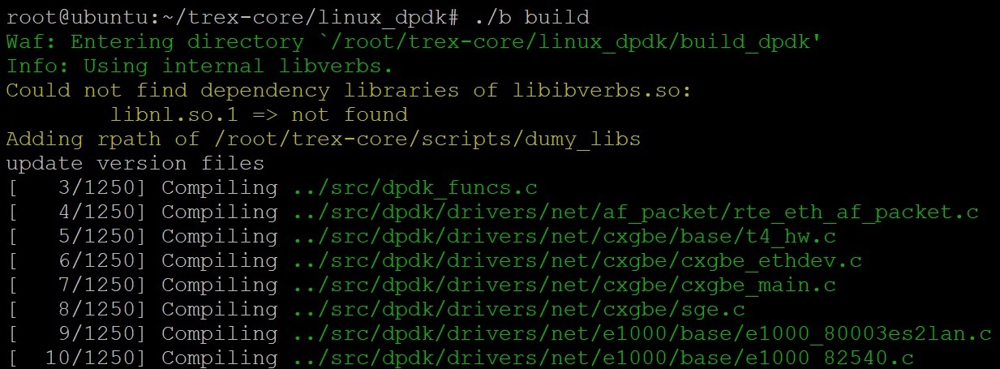 root@ubuntu:~/trex-core/linux_dpdk# ./b build
Waf: Entering directory `/root/trex-core/linux_dpdk/build_dpdk'
Info: Using internal libverbs.
Could not find dependency libraries of libibverbs.so:
        libnl.so.1 => not found
Adding rpath of /root/trex-core/scripts/dumy_libs
update version files
[   3/1250] Compiling ../src/dpdk_funcs.c
[   4/1250] Compiling ../src/dpdk/drivers/net/af_packet/rte_eth_af_packet.c
[   5/1250] Compiling ../src/dpdk/drivers/net/cxgbe/base/t4_hw.c
[   6/1250] Compiling ../src/dpdk/drivers/net/cxgbe/cxgbe_ethdev.c
[   7/1250] Compiling ../src/dpdk/drivers/net/cxgbe/cxgbe_main.c
[   8/1250] Compiling ../src/dpdk/drivers/net/cxgbe/sge.c
[   9/1250] Compiling ../src/dpdk/drivers/net/e1000/base/e1000_80003es2lan.c
[  10/1250] Compiling ../src/dpdk/drivers/net/e1000/base/e1000_82540.c